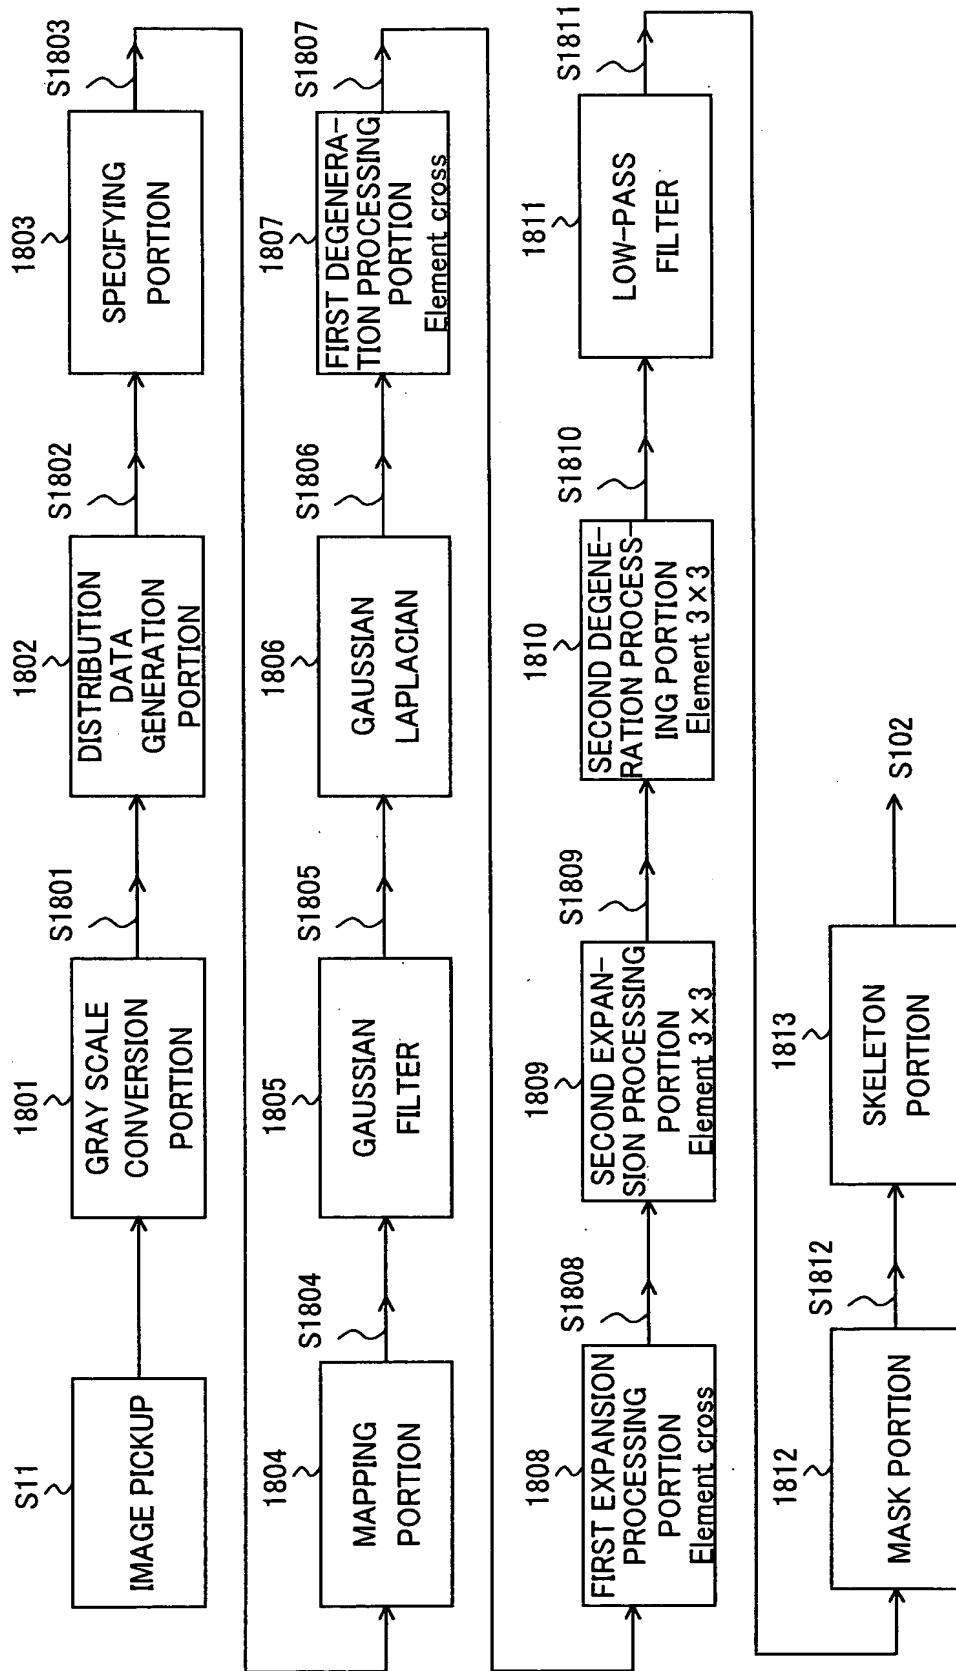 S11
IMAGE PICKUP
1801
GRAY SCALE
CONVERSION
PORTION
S1801
1802
DISTRIBUTION
DATA
GENERATION
PORTION
S1802
1803
SPECIFYING
PORTION
S1803
1804
MAPPING
PORTION
S1804
1805
GAUSSIAN
FILTER
S1805
1806
GAUSSIAN
LAPLACIAN
S1806
1807
FIRST DEGENERA-
TION PROCESSING
PORTION
Element cross
S1807
1808
FIRST EXPANSION
PROCESSING
PORTION
Element cross
S1808
1809
SECOND EXPAN-
SION PROCESSING
PORTION
Element 3×3
S1809
1810
SECOND DEGENE-
RATION PROCESS-
ING PORTION
Element 3×3
S1810
1811
LOW-PASS
FILTER
S1811
1812
MASK PORTION
S1812
1813
SKELETON
PORTION
S102